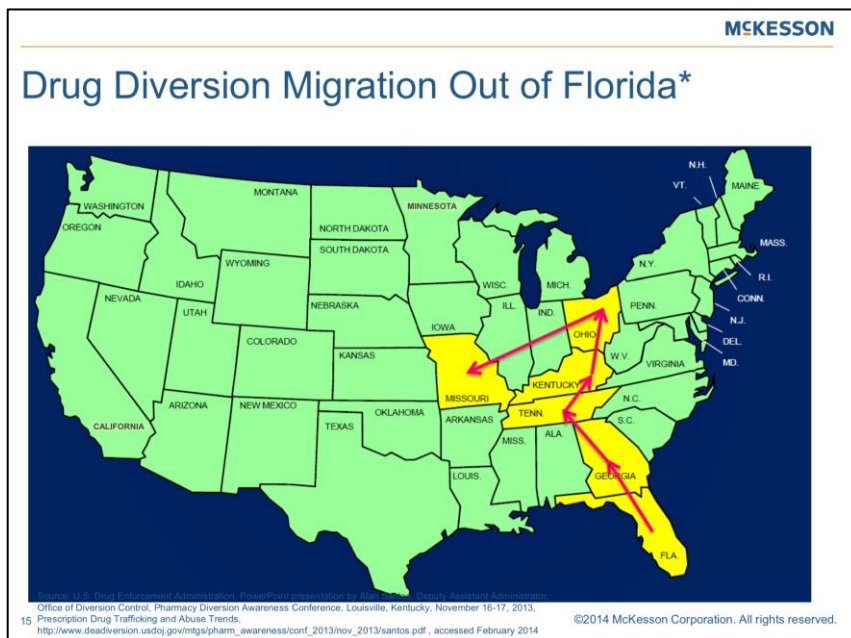 MCKESSON
Drug Diversion Migration Out of Florida*
N.H.
VT.
MAINE
WASHINGTON
MONTANA
NORTH DAKOTA
MINNESOTA
OREGON
SOUTH DAKOTA
MASS.
WYOMING
WISC.
MICH.
N.Y.
R.I.
IDAHO
CONN.
NEVADA
UTAH
NEBRASKA
IOWA
ILL.
IND.
OHIO
PENN.
N.J.
COLORADO
DEL.
KANSAS
W.V.
VIRGINIA
MD.
MISSOURI
KENTUCKY
CALIFORNIA
ARIZONA
NEW MEXICO
OKLAHOMA
TEXAS
ARKANSAS
TENN.
N.C.
S.C.
MISS.
ALA.
LOUIS.
GEORGIA
FLA.
Source: U.S. Drug Enforcement Administration, PowerPoint presentation by Alan Santos, Deputy Assistant Administrator,
Office of Diversion Control, Pharmacy Diversion Awareness Conference, Louisville, Kentucky, November 16-17, 2013,
Prescription Drug Trafficking and Abuse Trends,
http://www.deadiversion.usdoj.gov/mtgs/pharm_awareness/conf_2013/nov_2013/santos.pdf , accessed February 2014
15
©2014 McKesson Corporation. All rights reserved.